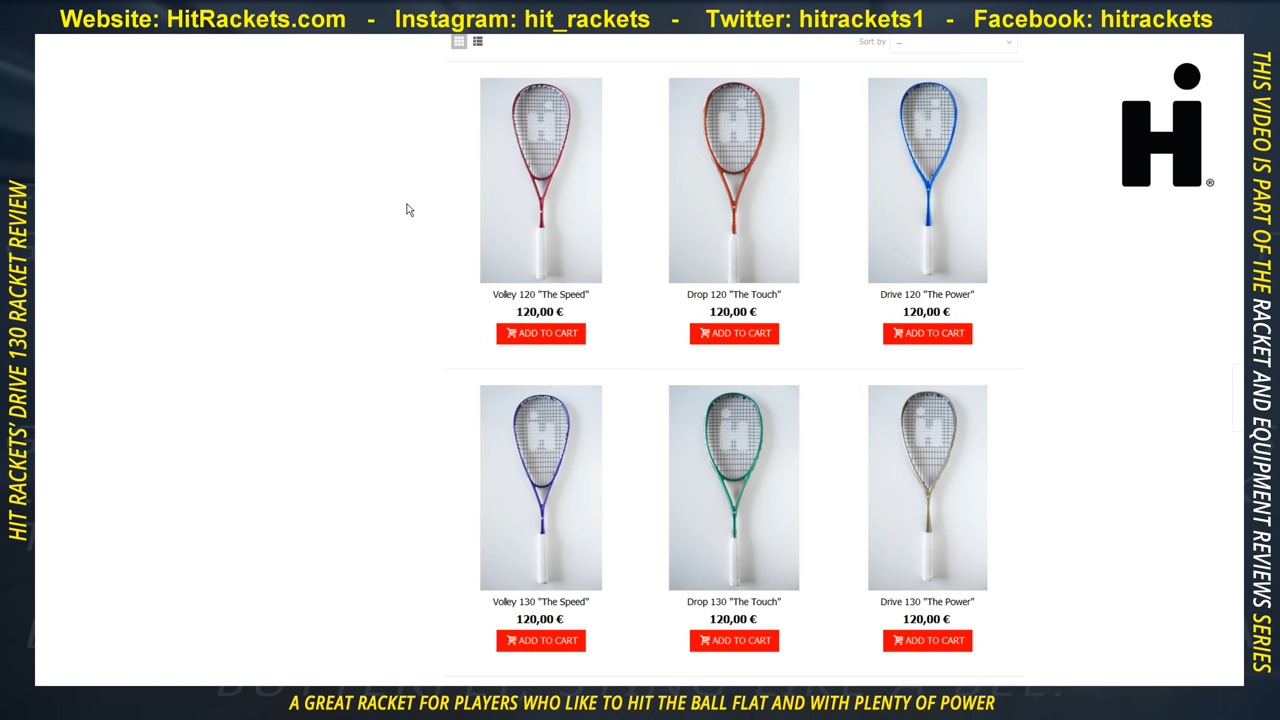 Website: HitRackets.com - Instagram: hit_rackets - Twitter: hitrackets1 - Facebook: hitrackets
HIT RACKETS' DRIVE 130 RACKET REVIEW
Sort by --
Hi ®
Volley 120 "The Speed"
120,00 €
ADD TO CART
Drop 120 "The Touch"
120,00 €
ADD TO CART
Drive 120 "The Power"
120,00 €
ADD TO CART
Volley 130 "The Speed"
120,00 €
ADD TO CART
Drop 130 "The Touch"
120,00 €
ADD TO CART
Drive 130 "The Power"
120,00 €
ADD TO CART
THIS VIDEO IS PART OF THE RACKET AND EQUIPMENT REVIEWS SERIES
A GREAT RACKET FOR PLAYERS WHO LIKE TO HIT THE BALL FLAT AND WITH PLENTY OF POWER